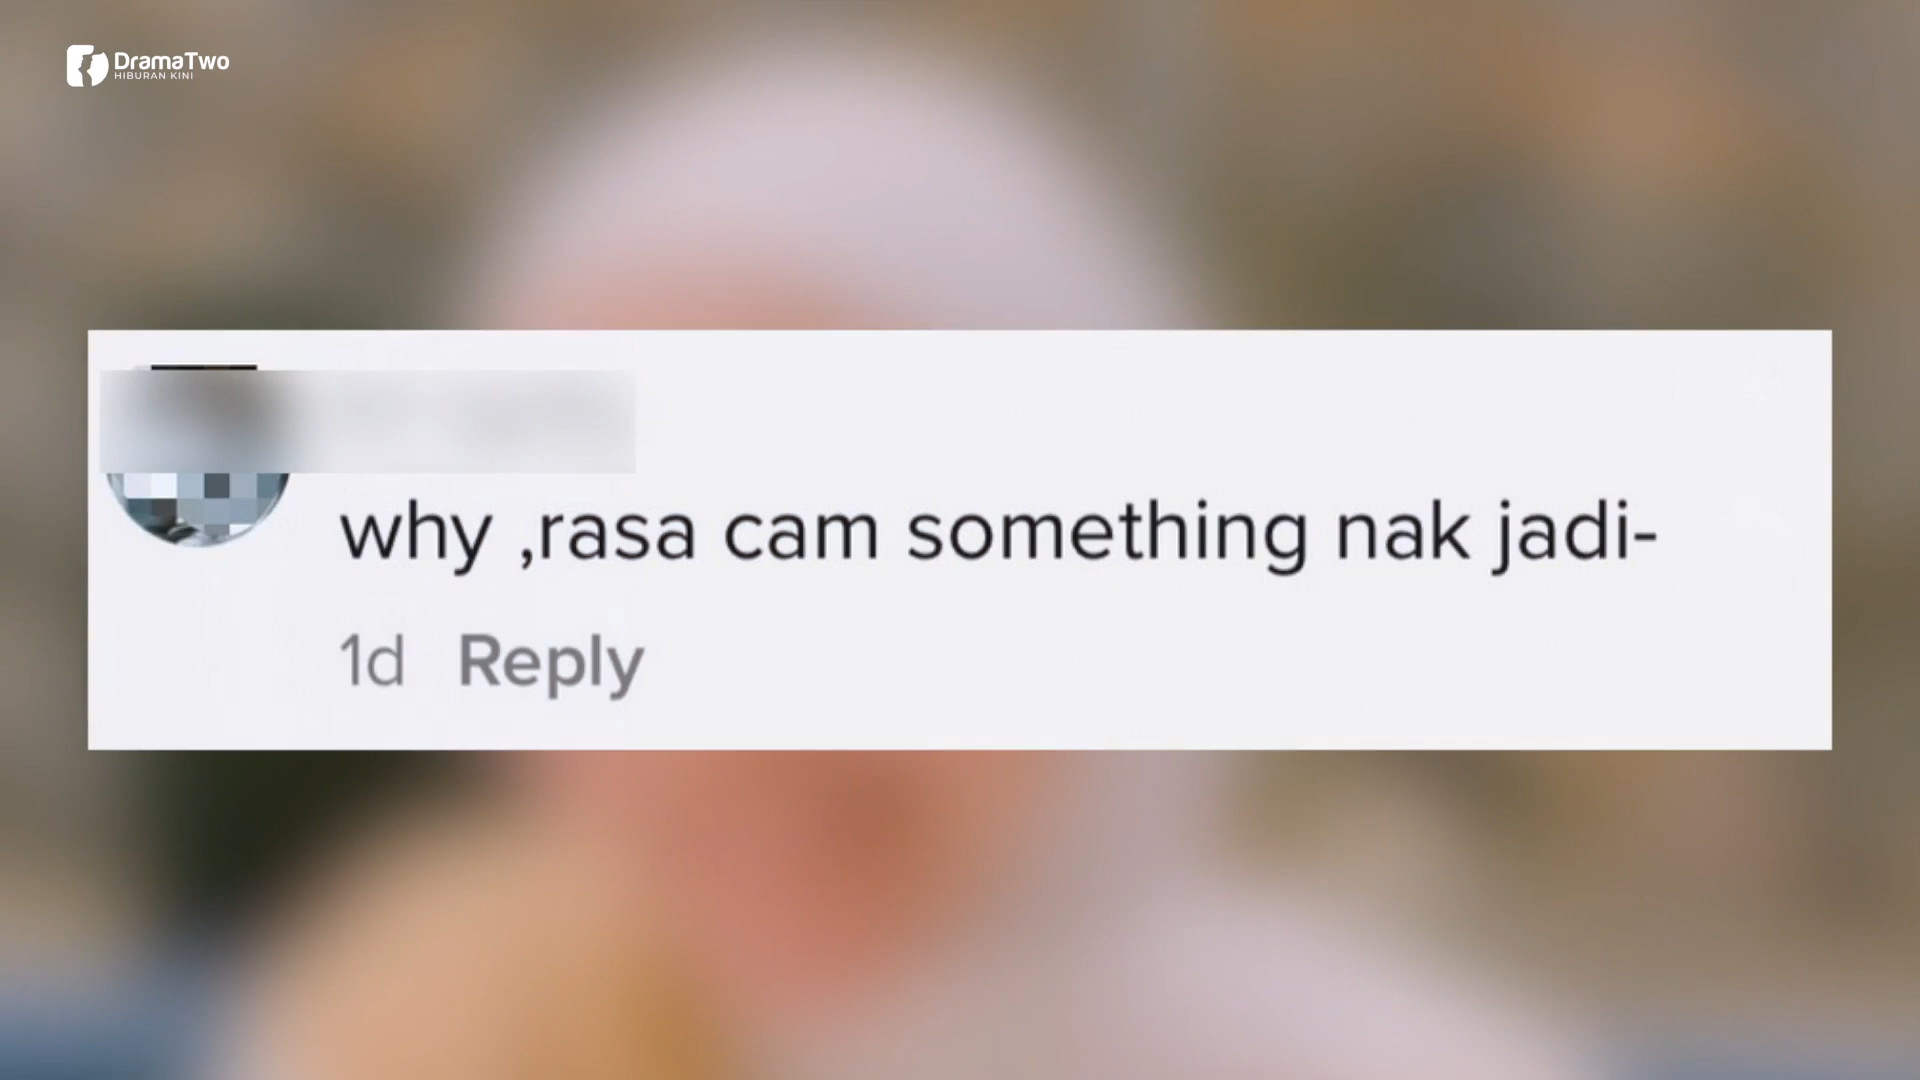 DramaTwo
HIBURAN KINI
why ,rasa cam something nak jadi-
1d Reply